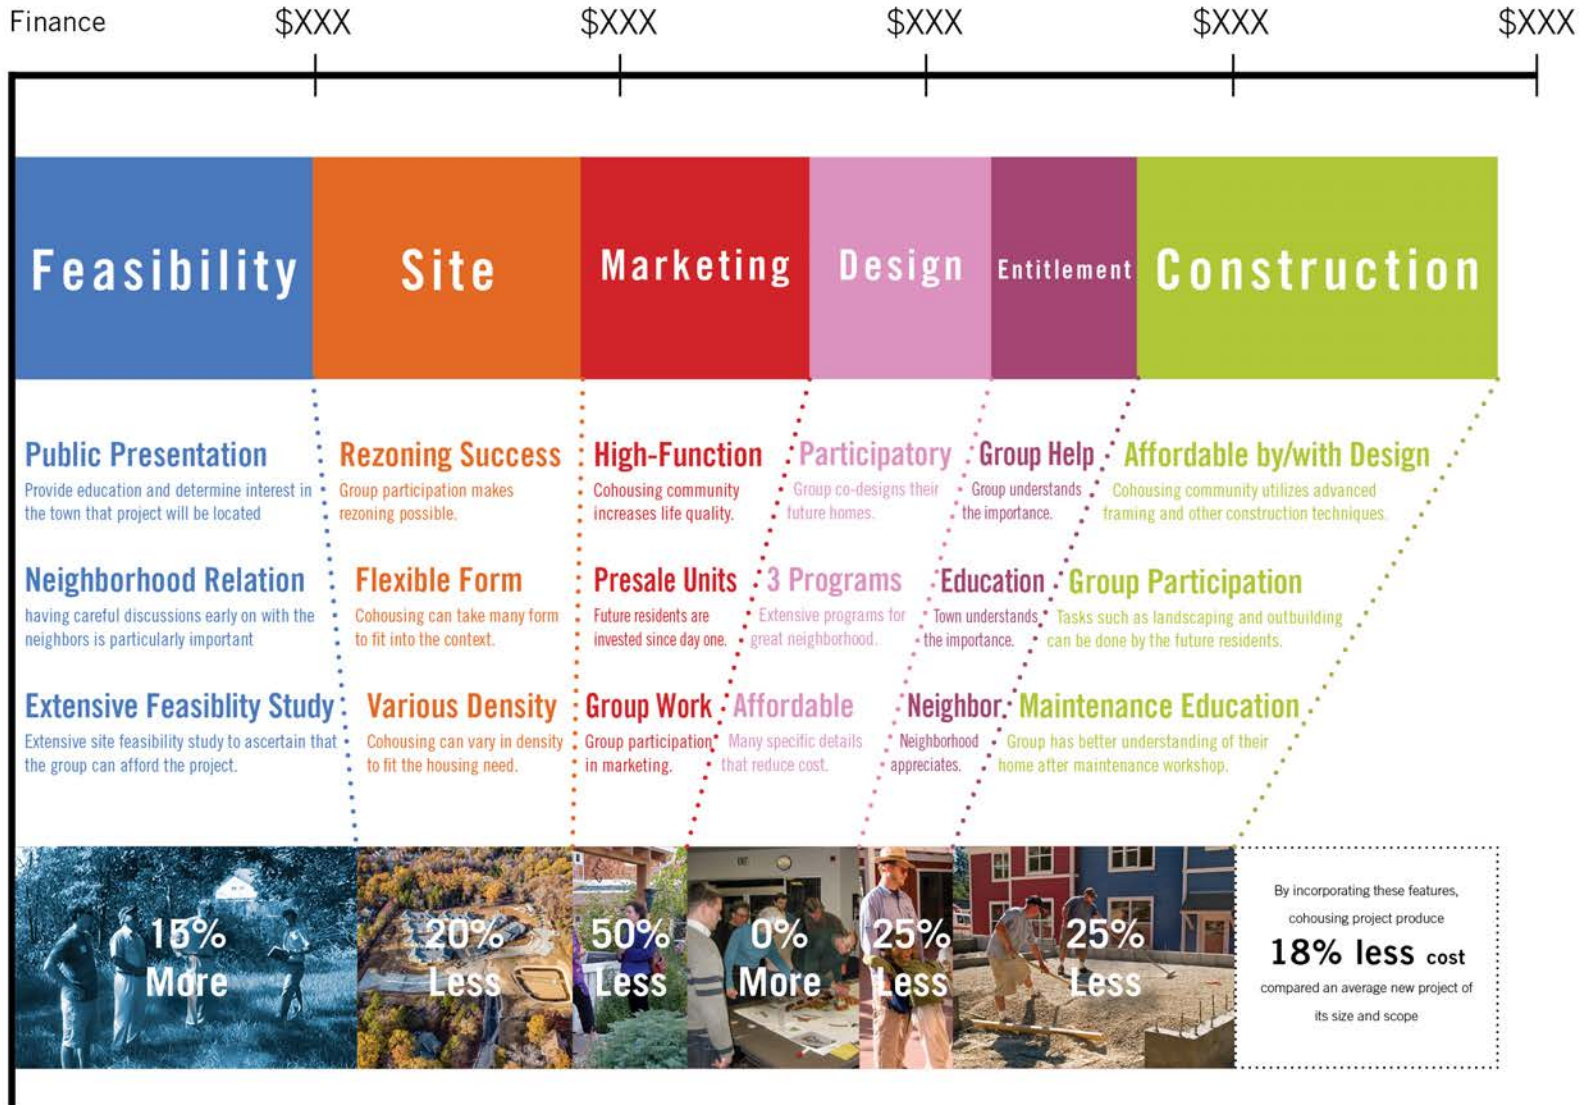 Finance $XXX $XXX $XXX $XXX $XXX
Feasibility
Site
Marketing
Design
Entitlement
Construction
Public Presentation
Provide education and determine interest in
the town that project will be located
Neighborhood Relation
having careful discussions early on with the
neighbors is particularly important
Extensive Feasiblity Study
Extensive site feasibility study to ascertain that
the group can afford the project.
Rezoning Success
Group participation makes
rezoning possible.
Flexible Form
Cohousing can take many form
to fit into the context.
Various Density
Cohousing can vary in density
to fit the housing need.
High-Function
Cohousing community
increases life quality.
Presale Units
Future residents are
invested since day one.
Group Work
Group participation
in marketing.
Participatory
Group co-designs their
future homes.
3 Programs
Extensive programs for
great neighborhood.
Affordable
Many specific details
that reduce cost.
Group Help
Group understands
the importance.
Education
Town understands
the importance.
Neighbor
Neighborhood
appreciates.
Affordable by/with Design
Cohousing community utilizes advanced
framing and other construction techniques.
Group Participation
Tasks such as landscaping and outbuilding
can be done by the future residents.
Maintenance Education
Group has better understanding of their
home after maintenance workshop.
15%
More
20%
Less
50%
Less
0%
More
25%
Less
25%
Less
By incorporating these features,
cohousing project produce
18% less cost
compared an average new project of
its size and scope